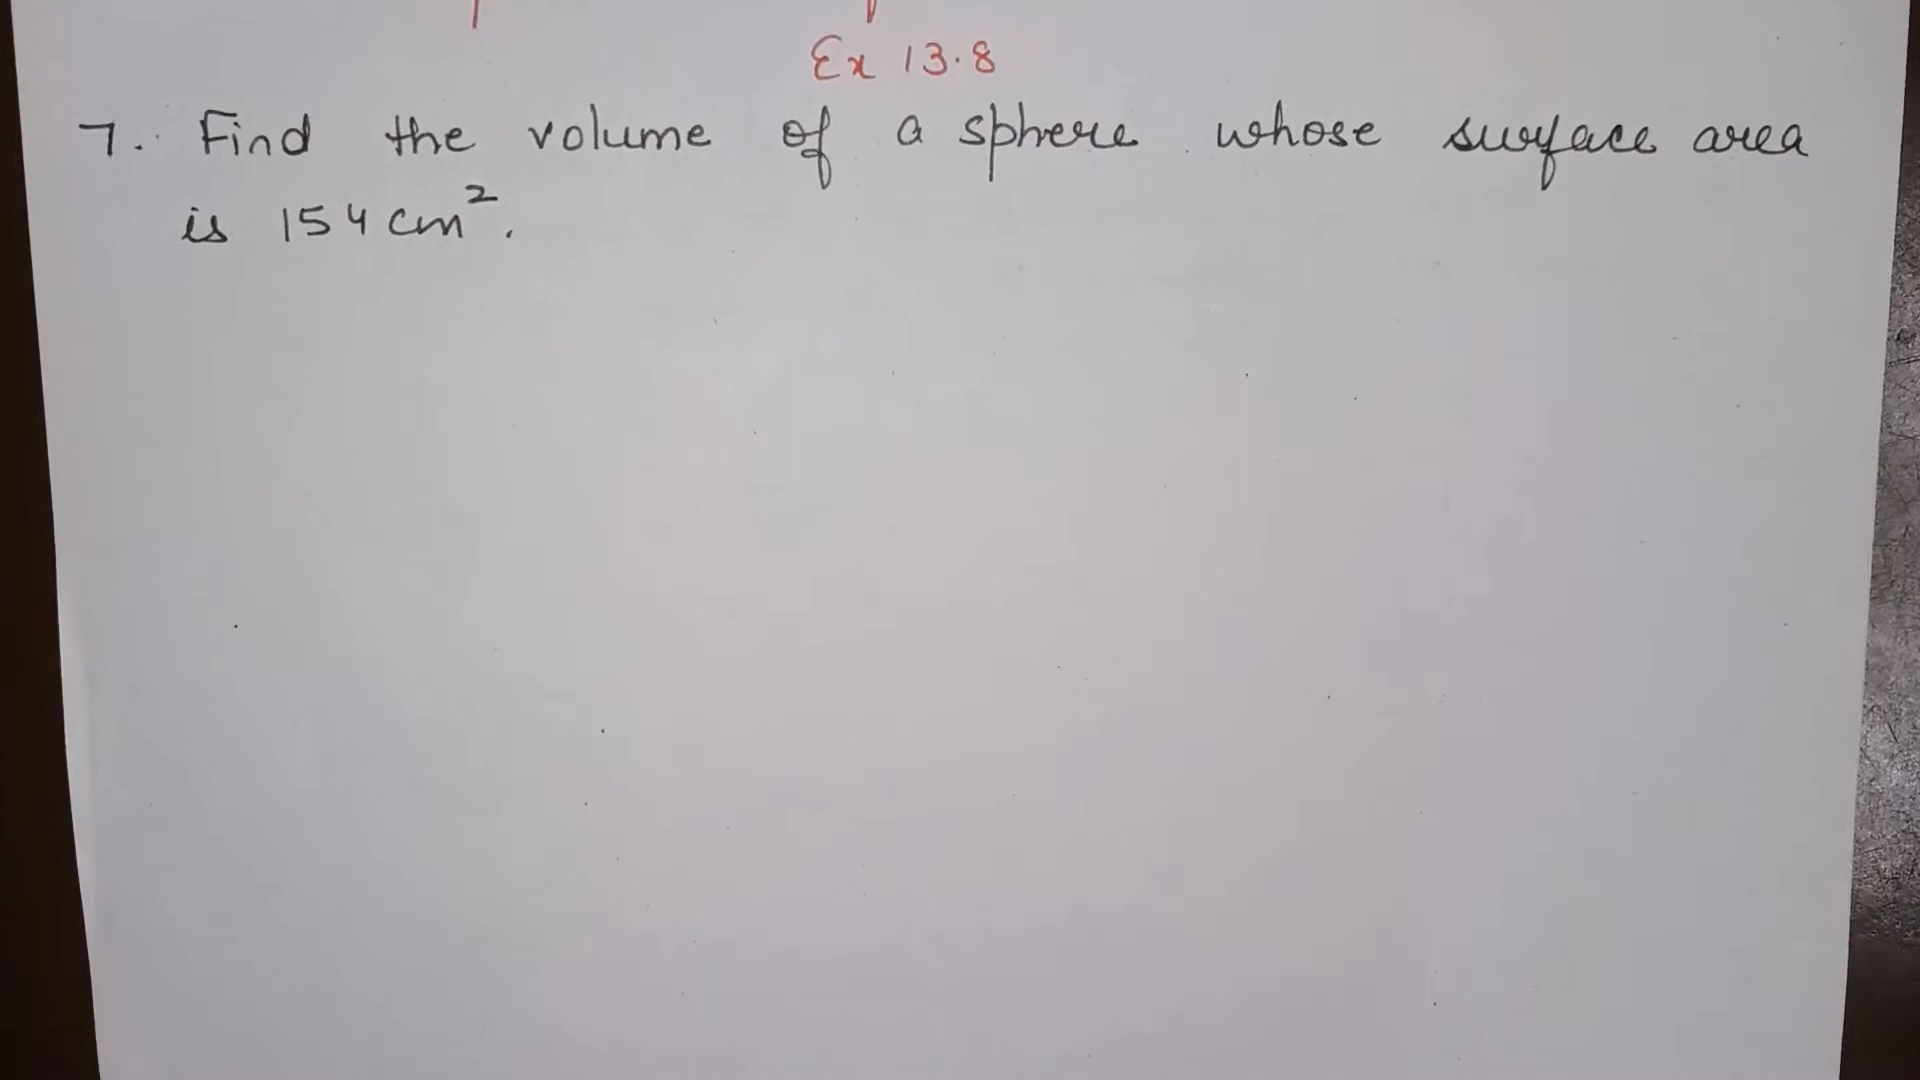 Ex 13.8
7. Find the volume of a sphere whose surface area
is 154 cm².